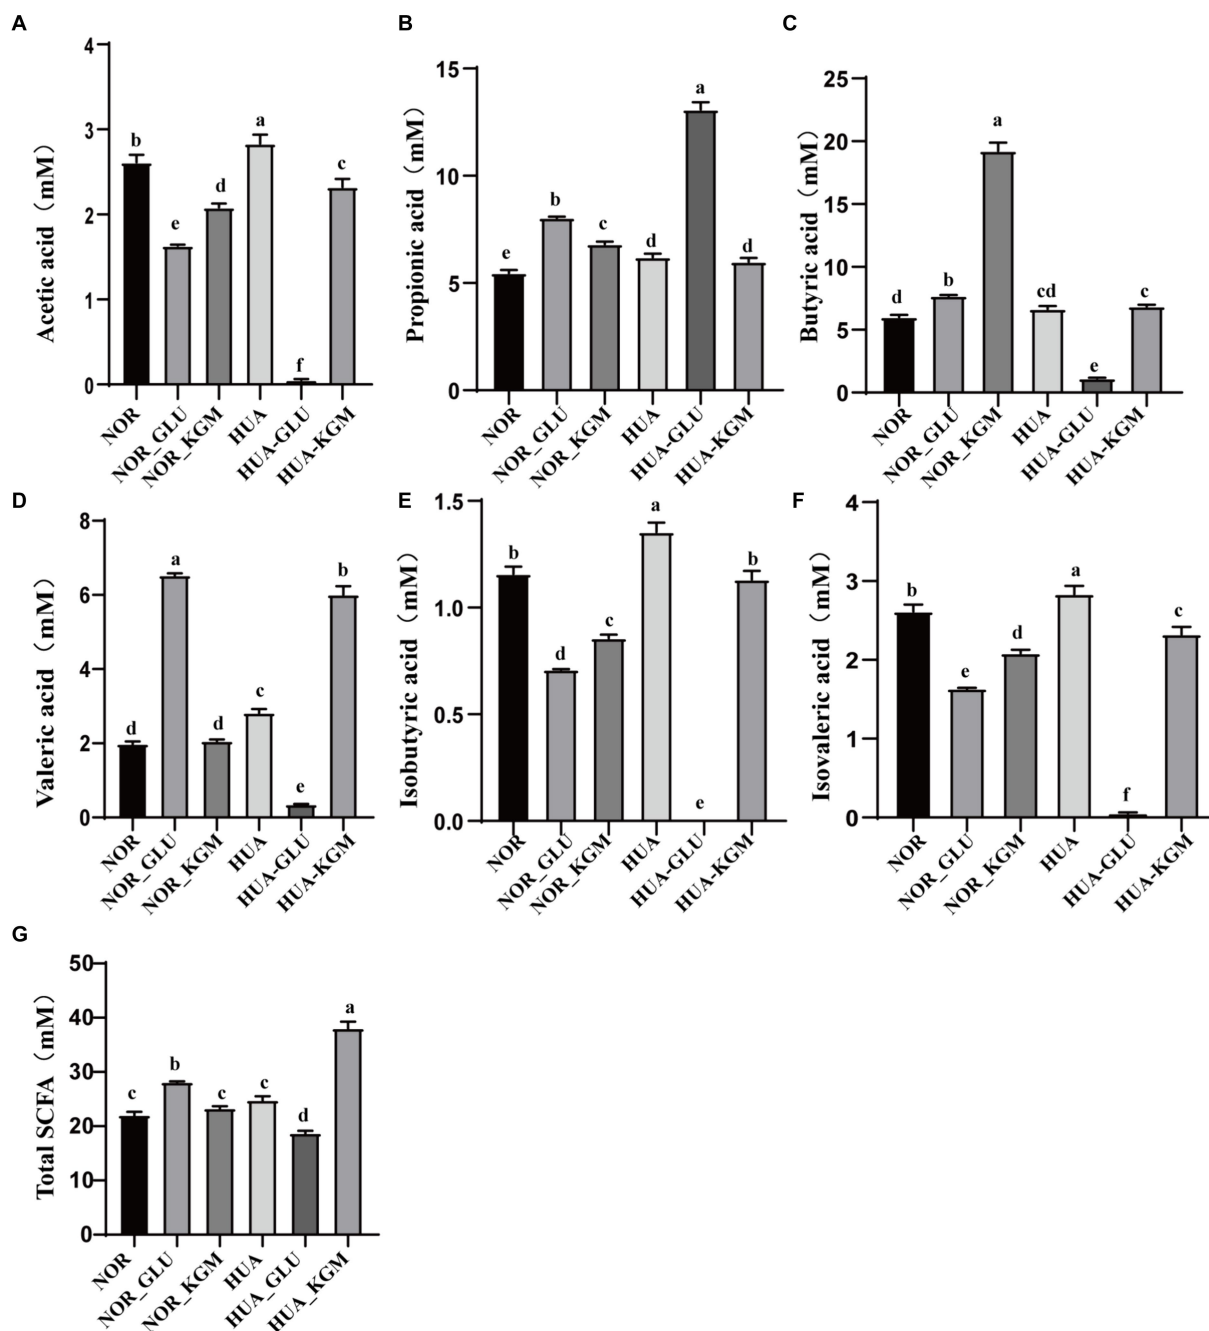 A
Acetic acid（mM）
4
3
2
1
0
b
e
d
a
f
c
NOR
NOR_GLU
NOR_KGM
HUA
HUA-GLU
HUA-KGM
B
Propionic acid（mM）
15
10
5
0
e
b
c
d
a
d
NOR
NOR_GLU
NOR_KGM
HUA
HUA-GLU
HUA-KGM
C
Butyric acid（mM）
25
20
15
10
5
0
d
b
a
cd
e
c
NOR
NOR_GLU
NOR_KGM
HUA
HUA-GLU
HUA-KGM
D
Valeric acid（mM）
8
6
4
2
0
d
a
d
c
e
b
NOR
NOR_GLU
NOR_KGM
HUA
HUA-GLU
HUA-KGM
E
Isobutyric acid（mM）
1.5
1.0
0.5
0.0
b
d
c
a
e
b
NOR
NOR_GLU
NOR_KGM
HUA
HUA-GLU
HUA-KGM
F
Isovaleric acid（mM）
4
3
2
1
0
b
e
d
a
f
c
NOR
NOR_GLU
NOR_KGM
HUA
HUA-GLU
HUA-KGM
G
Total SCFA（mM）
50
40
30
20
10
0
c
b
c
c
d
a
NOR
NOR_GLU
NOR_KGM
HUA
HUA_GLU
HUA_KGM